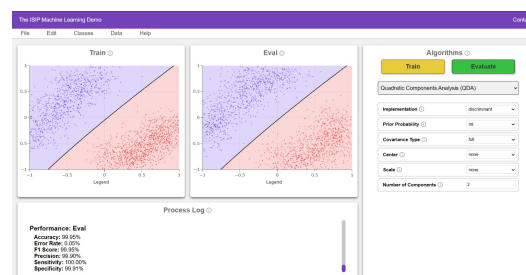 The ISIP Machine Learning Demo
File Edit Classes Data Help
Train
1
0.5
0
−0.5
−1
−1 −0.5 0 0.5 1
Legend
Eval
1
0.5
0
−0.5
−1
−1 −0.5 0 0.5 1
Legend
Algorithms
Train Evaluate
Quadratic Components Analysis (QDA)
Implementation discriminant
Prior Probability ml
Covariance Type full
Center none
Scale none
Number of Components 2
Process Log
Performance: Eval
Accuracy: 99.95%
Error Rate: 0.05%
F1 Score: 99.95%
Precision: 99.90%
Sensitivity: 100.00%
Specificity: 99.91%